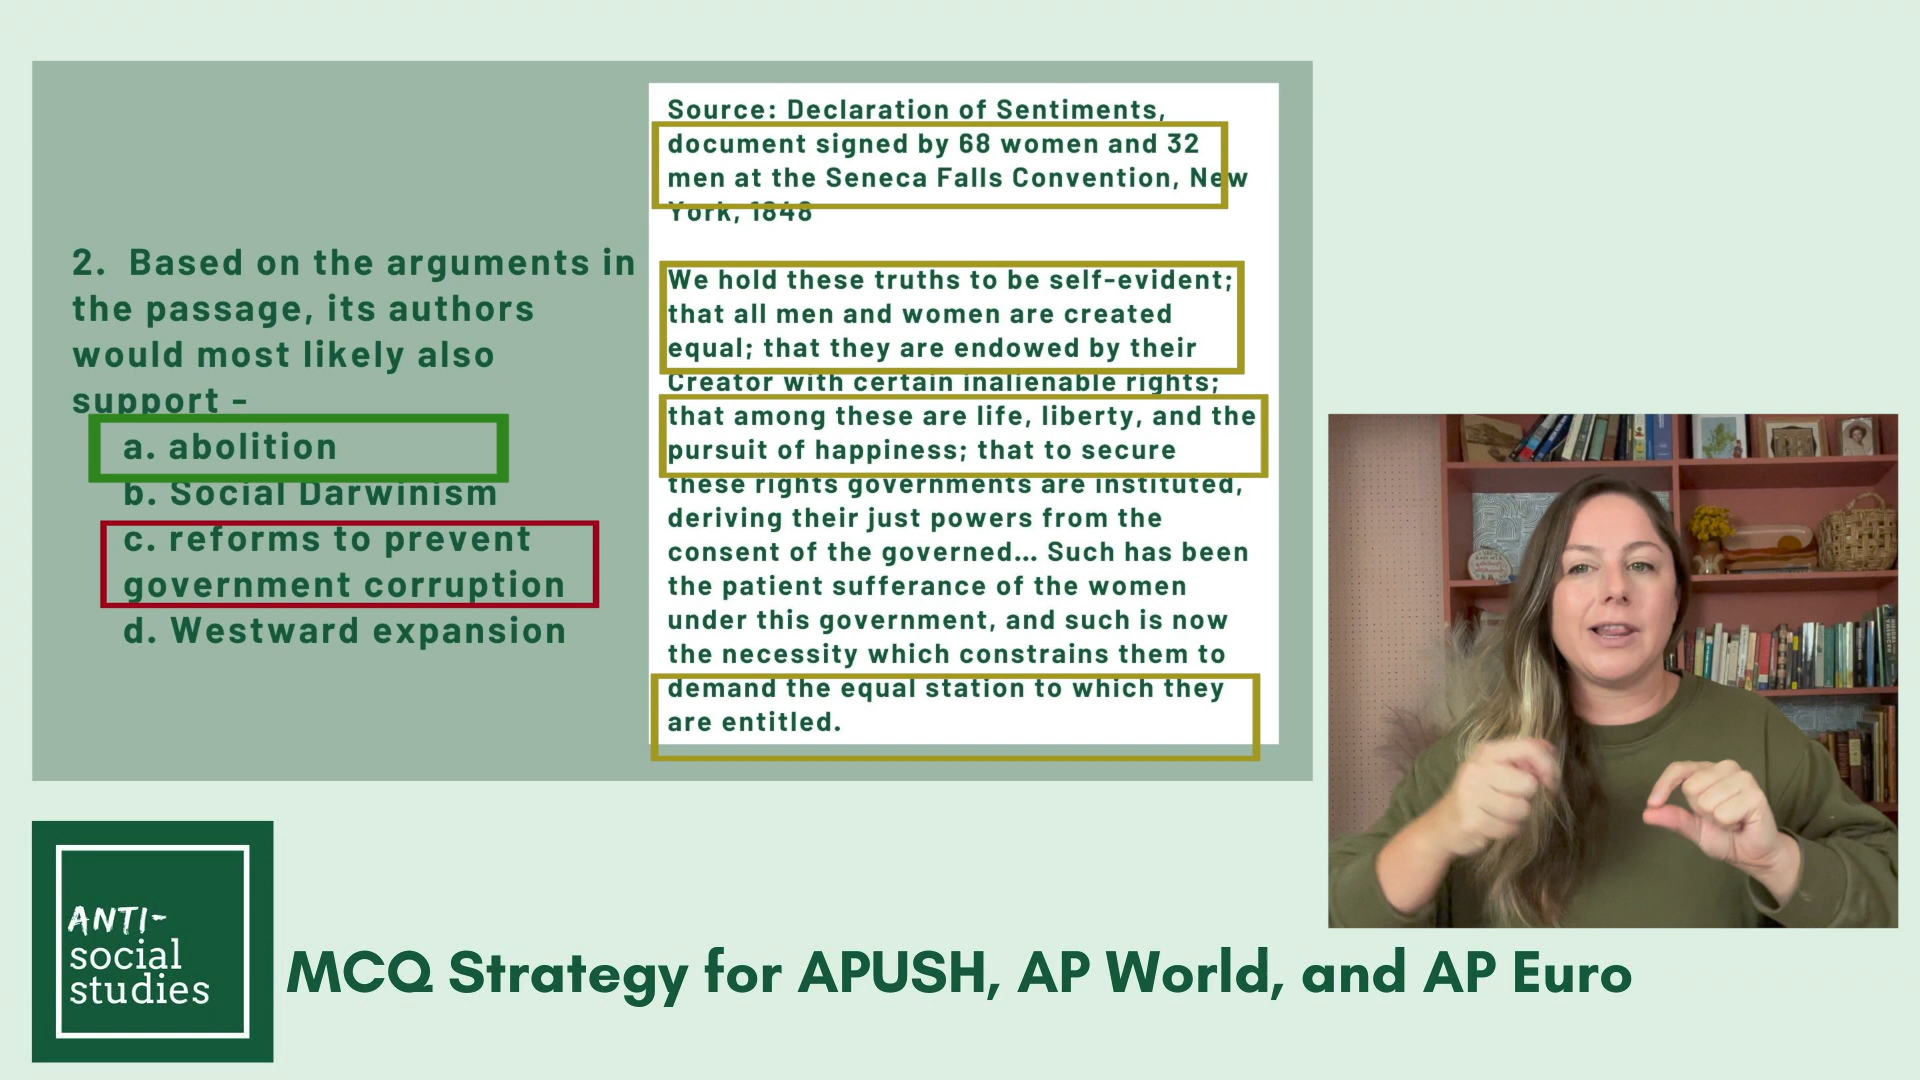 2. Based on the arguments in
the passage, its authors
would most likely also
support -
a. abolition
b. Social Darwinism
c. reforms to prevent
government corruption
d. Westward expansion
Source: Declaration of Sentiments,
document signed by 68 women and 32
men at the Seneca Falls Convention, New
York, 1848
We hold these truths to be self-evident;
that all men and women are created
equal; that they are endowed by their
Creator with certain inalienable rights;
that among these are life, liberty, and the
pursuit of happiness; that to secure
these rights governments are instituted,
deriving their just powers from the
consent of the governed... Such has been
the patient sufferance of the women
under this government, and such is now
the necessity which constrains them to
demand the equal station to which they
are entitled.
ANTI-
social
studies
MCQ Strategy for APUSH, AP World, and AP Euro